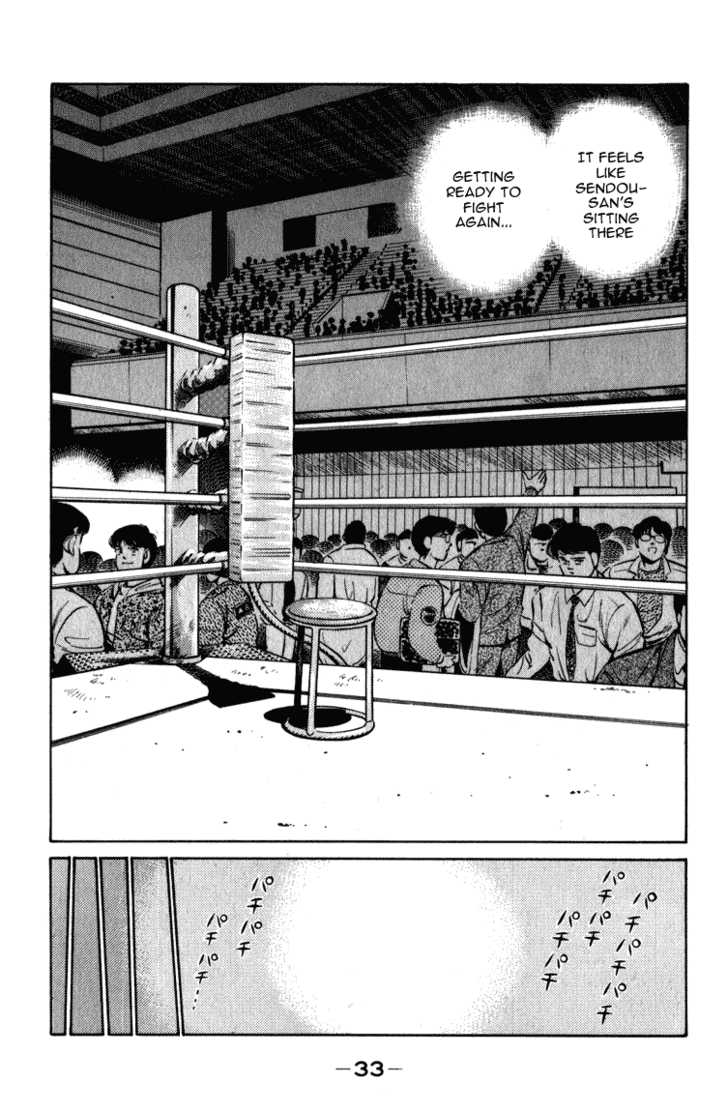 IT FEELS
LIKE
SENDOU-
SAN'S
SITTING
THERE
GETTING
READY TO
FIGHT
AGAIN...
パチ
パチ
パチ
パチ
パチ
パチ
パチ
パチ
パチ
パチ
パチ...
-33-